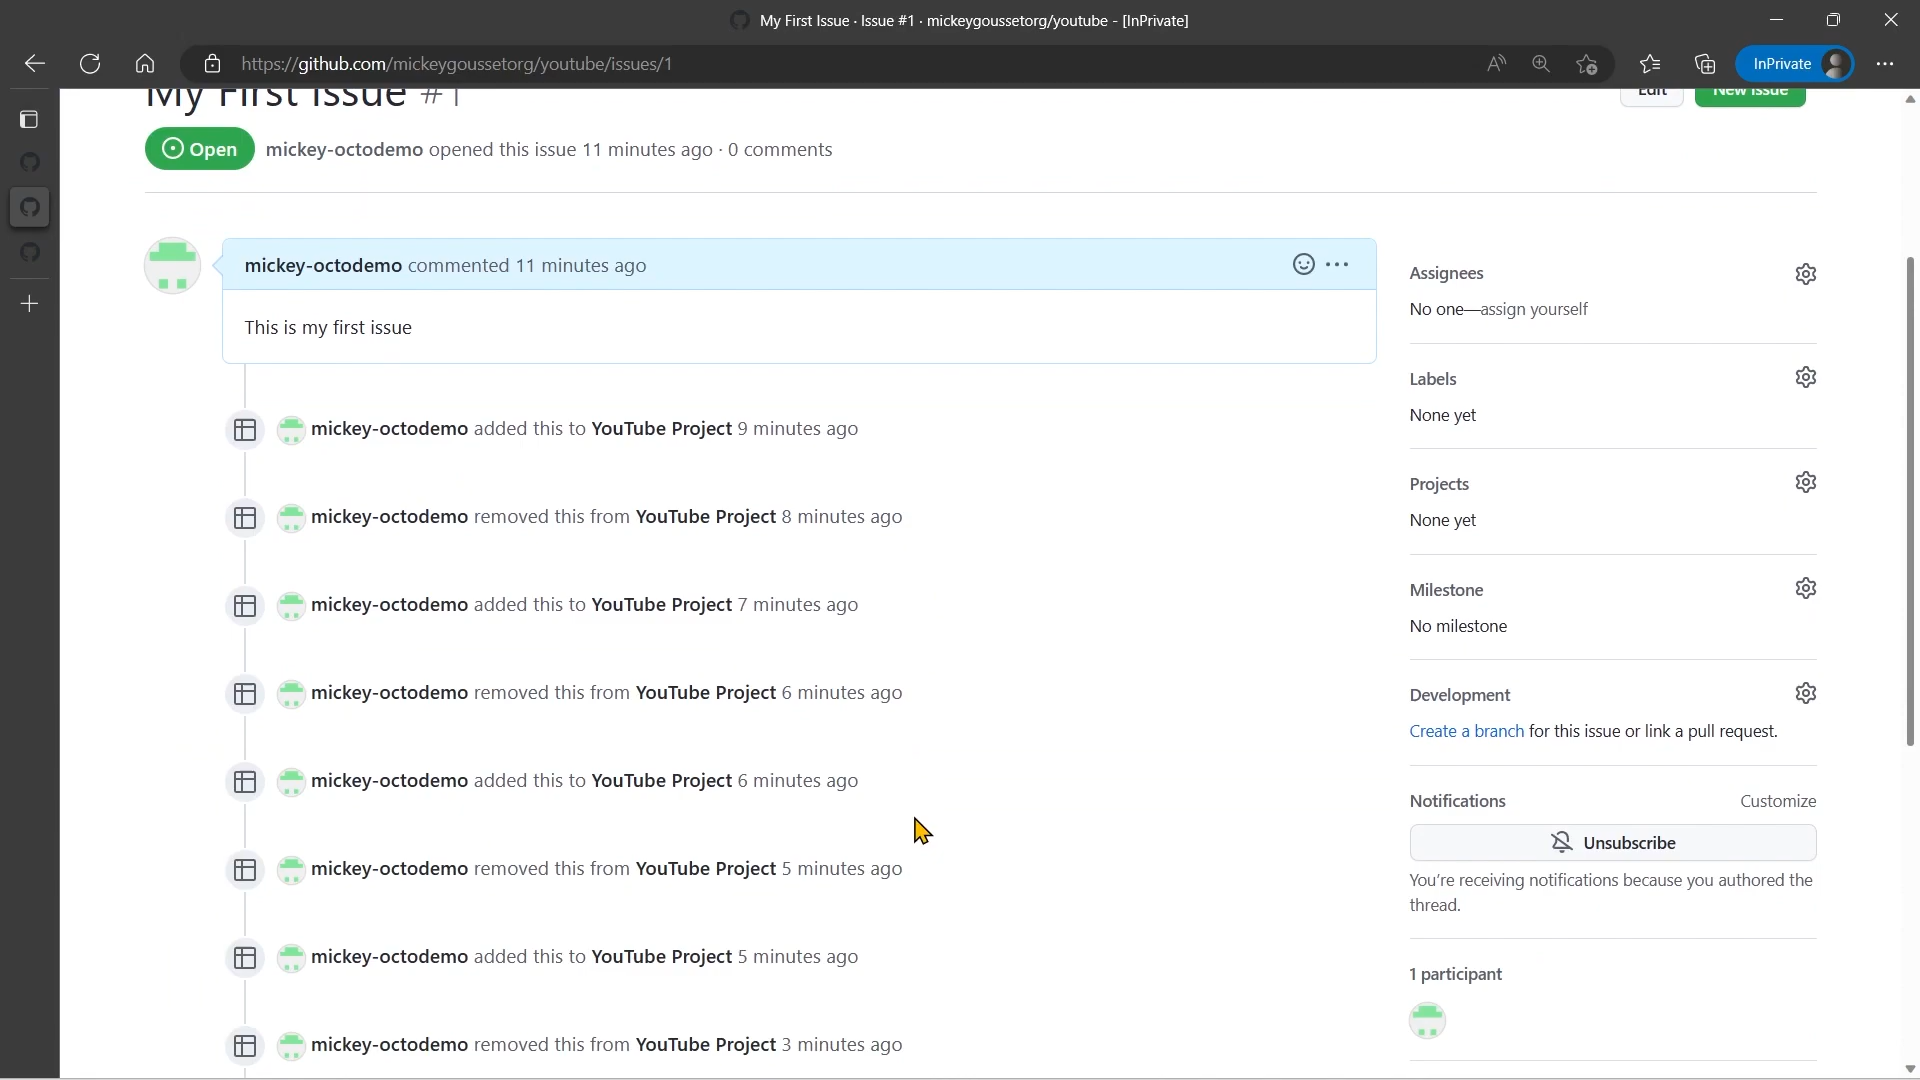 My First Issue · Issue #1 · mickeygoussetorg/youtube - [InPrivate]
https://github.com/mickeygoussetorg/youtube/issues/1
InPrivate
My First Issue #1
Edit
New issue
Open
mickey-octodemo opened this issue 11 minutes ago · 0 comments
mickey-octodemo commented 11 minutes ago
This is my first issue
mickey-octodemo added this to YouTube Project 9 minutes ago
mickey-octodemo removed this from YouTube Project 8 minutes ago
mickey-octodemo added this to YouTube Project 7 minutes ago
mickey-octodemo removed this from YouTube Project 6 minutes ago
mickey-octodemo added this to YouTube Project 6 minutes ago
mickey-octodemo removed this from YouTube Project 5 minutes ago
mickey-octodemo added this to YouTube Project 5 minutes ago
mickey-octodemo removed this from YouTube Project 3 minutes ago
Assignees
No one—assign yourself
Labels
None yet
Projects
None yet
Milestone
No milestone
Development
Create a branch for this issue or link a pull request.
Notifications
Customize
Unsubscribe
You're receiving notifications because you authored the
thread.
1 participant